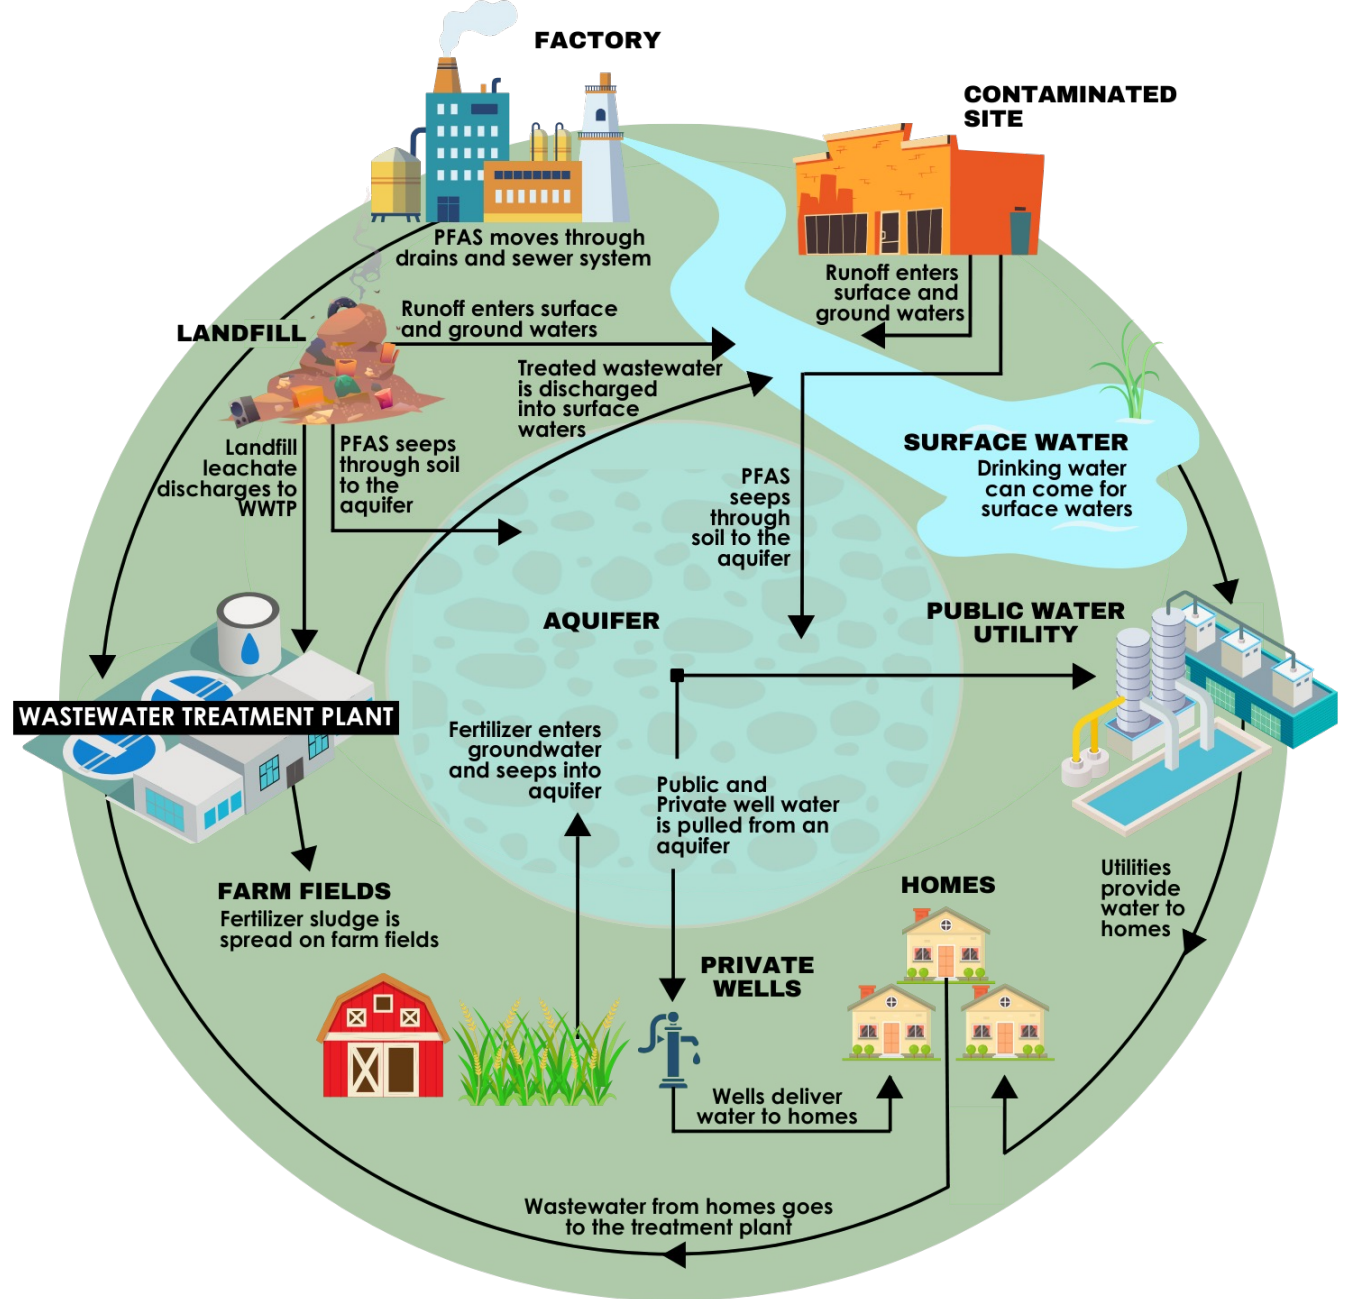 FACTORY
CONTAMINATED
SITE
PFAS moves through
drains and sewer system
Runoff enters
surface and
ground waters
LANDFILL
Runoff enters surface
and ground waters
Treated wastewater
is discharged
into surface
waters
Landfill
leachate
discharges to
WWTP
PFAS seeps
through soil
to the
aquifer
SURFACE WATER
Drinking water
can come for
surface waters
PFAS
seeps
through
soil to the
aquifer
AQUIFER
PUBLIC WATER
UTILITY
WASTEWATER TREATMENT PLANT
Fertilizer enters
groundwater
and seeps into
aquifer
Public and
Private well water
is pulled from an
aquifer
FARM FIELDS
Fertilizer sludge is
spread on farm fields
HOMES
Utilities
provide
water to
homes
PRIVATE
WELLS
Wells deliver
water to homes
Wastewater from homes goes
to the treatment plant